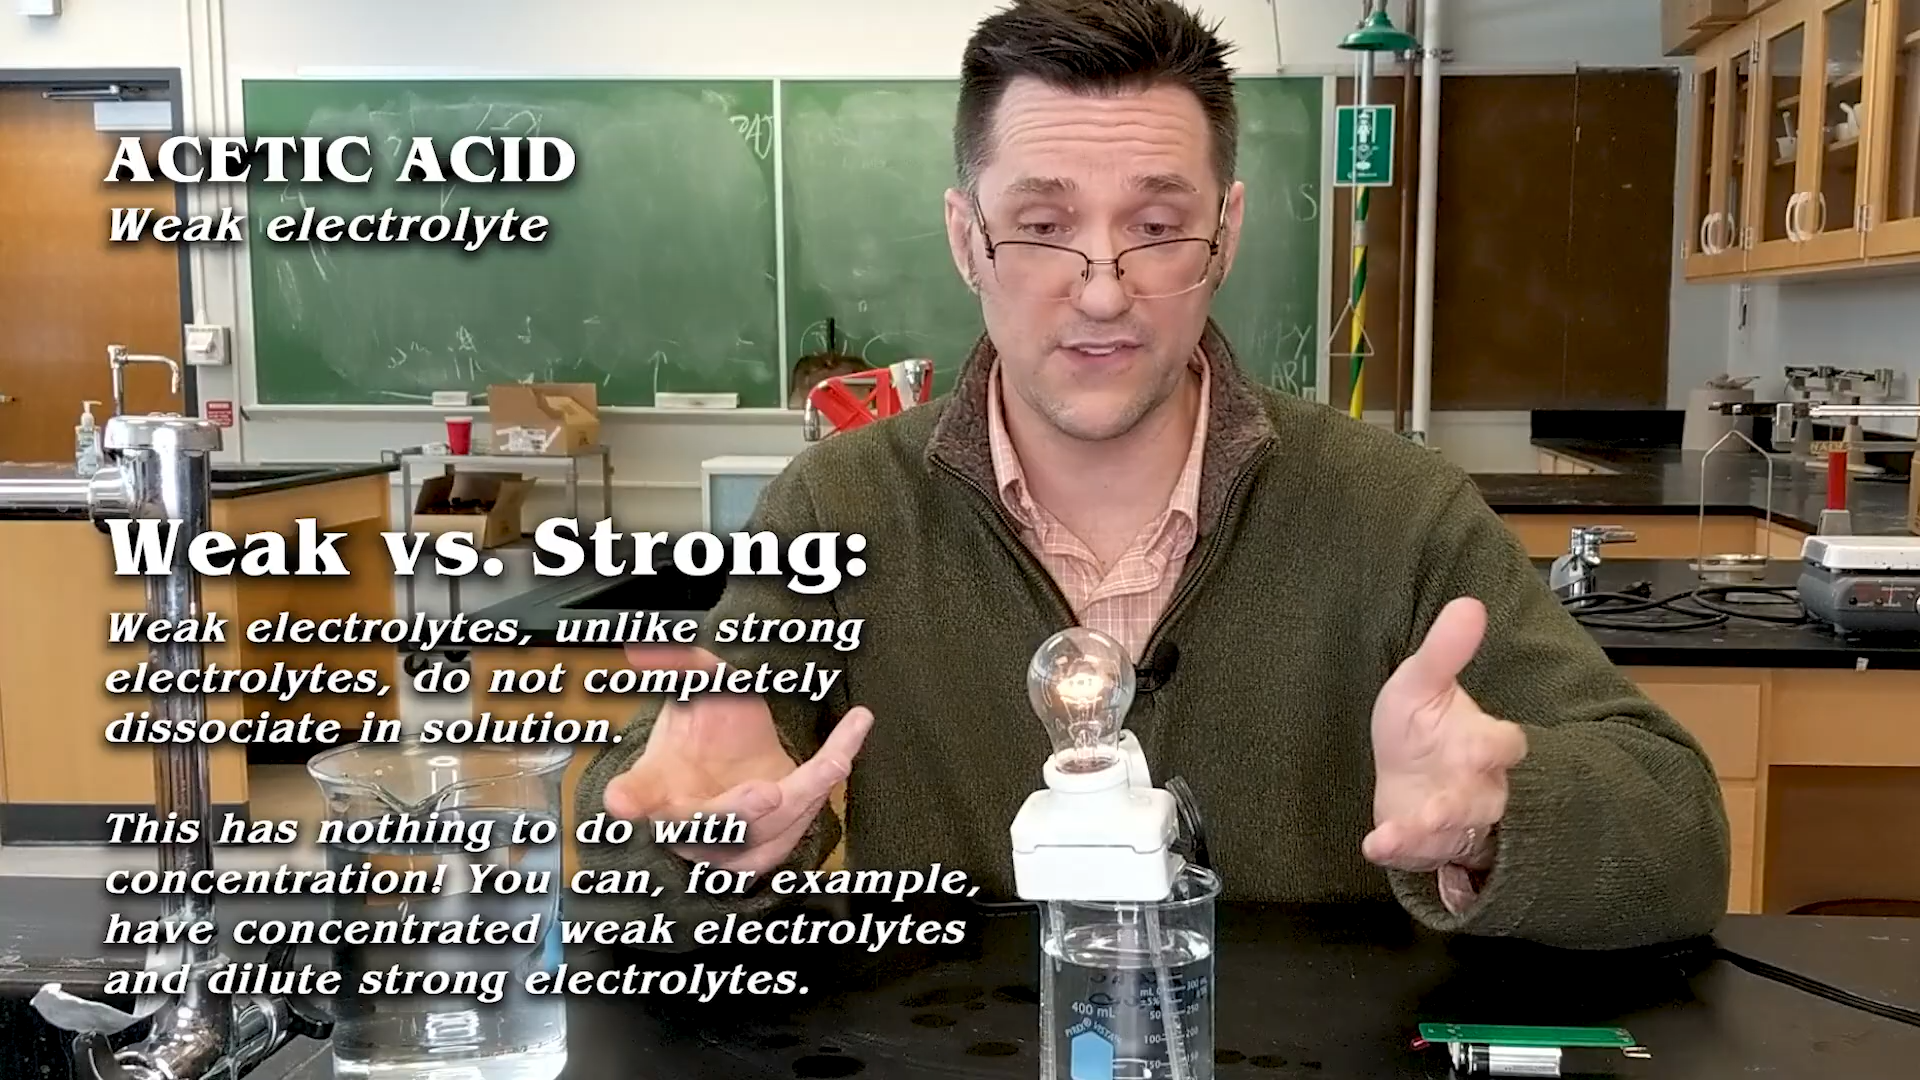 ACETIC ACID
Weak electrolyte
Weak vs. Strong:
Weak electrolytes, unlike strong
electrolytes, do not completely
dissociate in solution.
This has nothing to do with
concentration! You can, for example,
have concentrated weak electrolytes
and dilute strong electrolytes.
400 mL
PYREX® VISTA